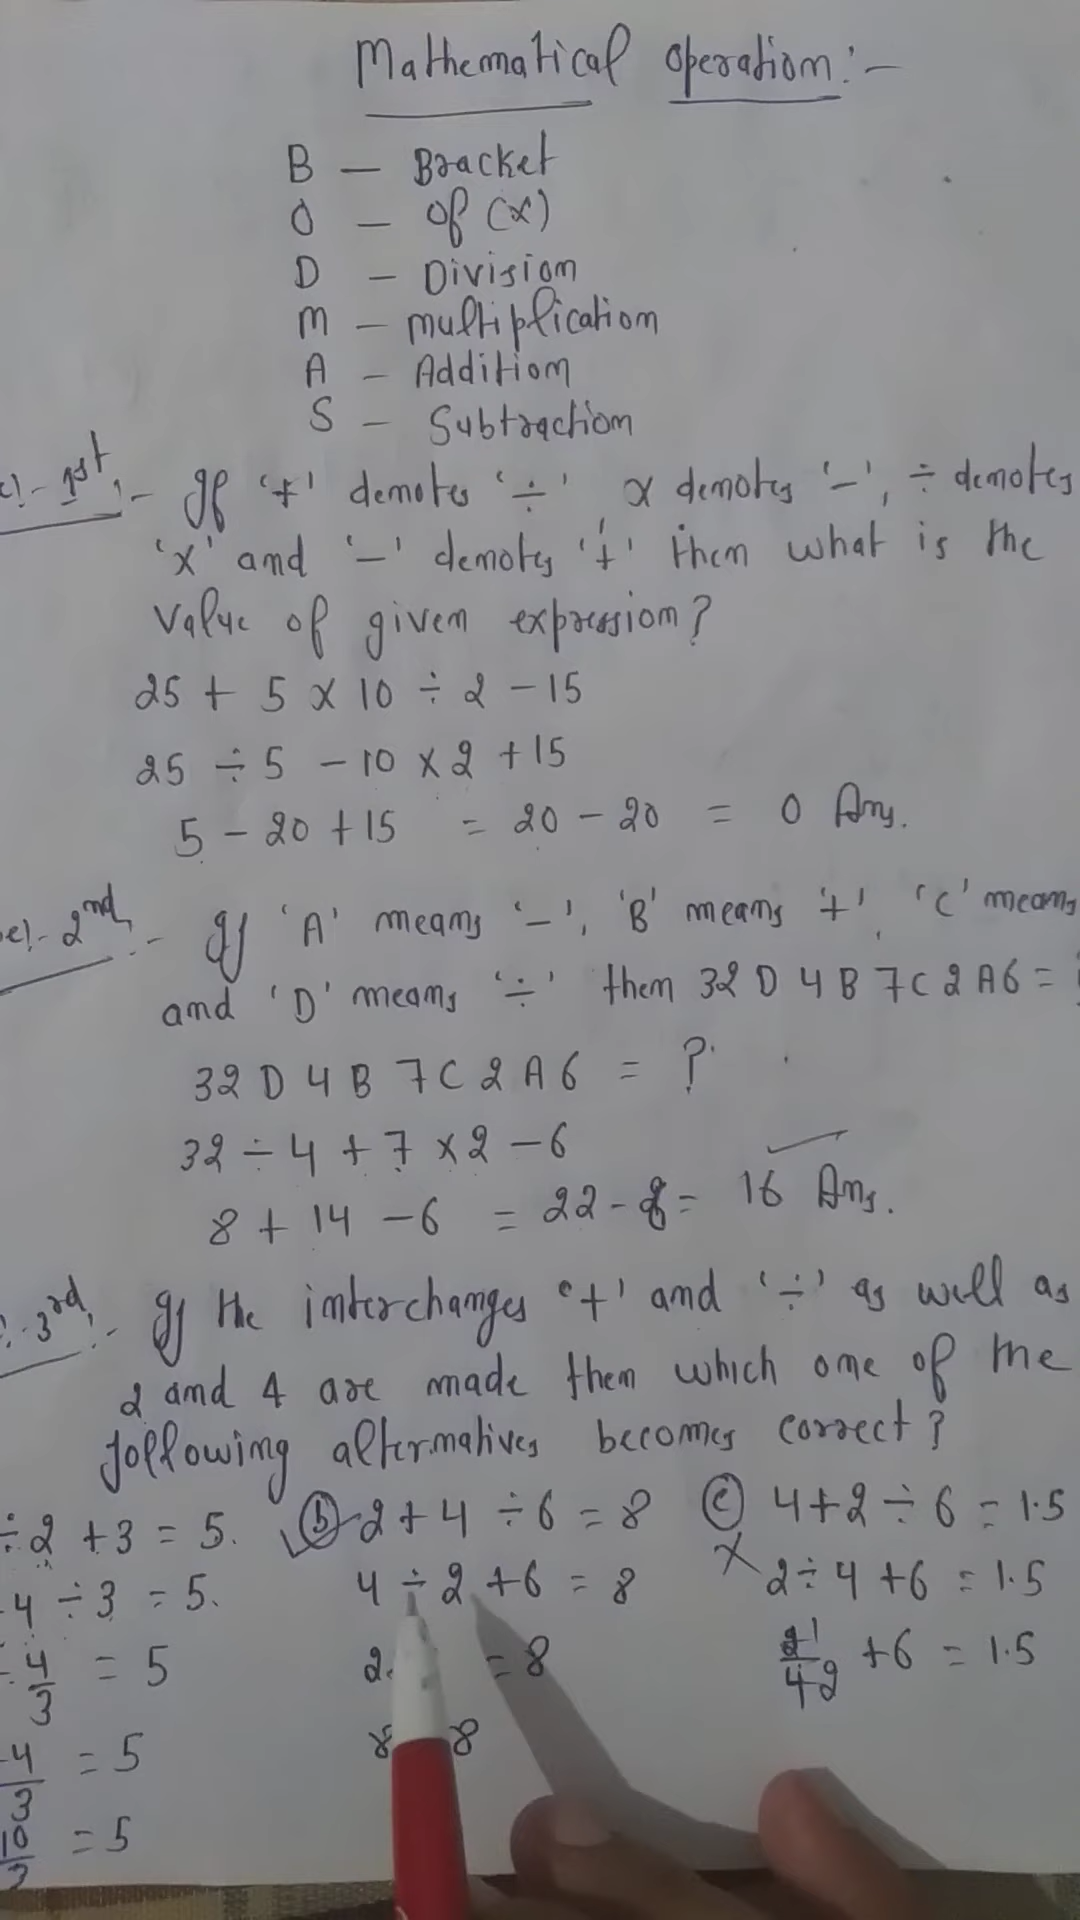 Mathematical Operation:-
B - Bracket
O - Of (x)
D - Division
M - Multiplication
A - Addition
S - Subtraction
1st :- If '+' denotes '÷', x denotes '-', ÷ denotes
'x' and '-' denotes '+' then what is the
value of given expression?
25 + 5 x 10 ÷ 2 - 15
25 ÷ 5 - 10 x 2 + 15
5 - 20 + 15 = 20 - 20 = 0 Ans.
2nd :- If 'A' means '-', 'B' means '+' 'C' means
and 'D' means '÷' then 32 D 4 B 7 C 2 A 6 =
32 D 4 B 7 C 2 A 6 = ?
32 ÷ 4 + 7 x 2 - 6
8 + 14 - 6 = 22 - = 16 Ans.
3rd :- If the interchanges '+' and '÷' as well as
2 and 4 are made then which one of the
following alternatives becomes correct?
÷ 2 + 3 = 5. (b) 2 + 4 ÷ 6 = 8 (c) 4 + 2 ÷ 6 = 1.5
4 ÷ 3 = 5. 4 ÷ 2 + 6 = 8 x 2 ÷ 4 + 6 = 1.5
4/3 = 5 2 = 8 2 1/4 2 + 6 = 1.5
4/3 = 5 8 8
10/3 = 5